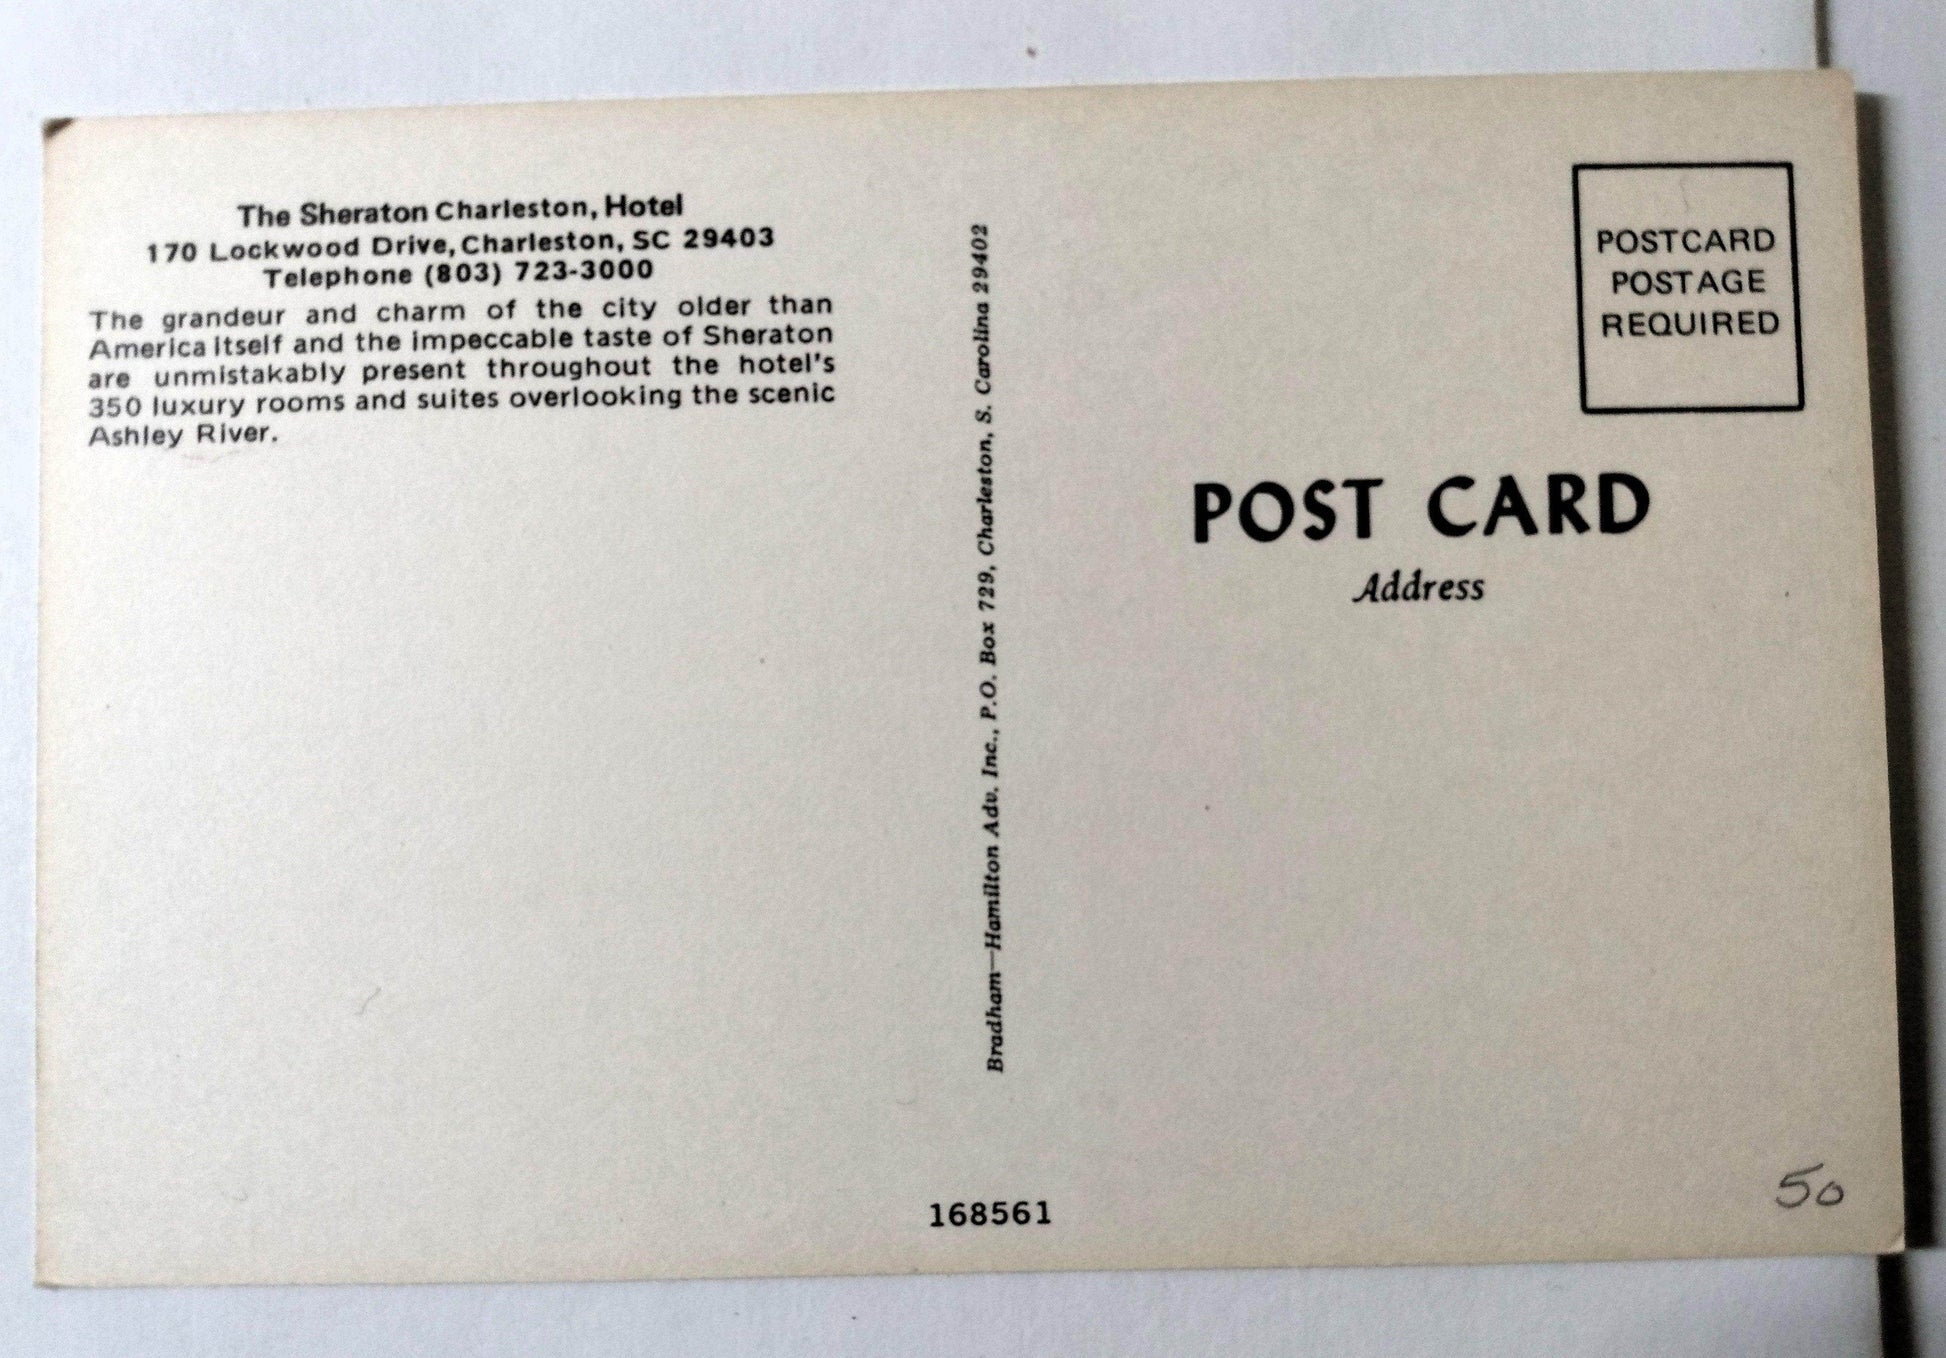 The Sheraton Charleston, Hotel
170 Lockwood Drive, Charleston, SC 29403
Telephone (803) 723-3000
The grandeur and charm of the city older than
America itself and the impeccable taste of Sheraton
are unmistakably present throughout the hotel's
350 luxury rooms and suites overlooking the scenic
Ashley River.
Bradham—Hamilton Adv. Inc., P.O. Box 729, Charleston, S. Carolina 29402
POSTCARD
POSTAGE
REQUIRED
POST CARD
Address
168561
50